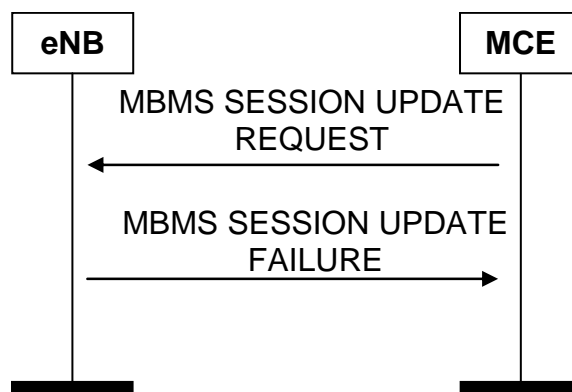 eNB
MCE
MBMS SESSION UPDATE
REQUEST
MBMS SESSION UPDATE
FAILURE